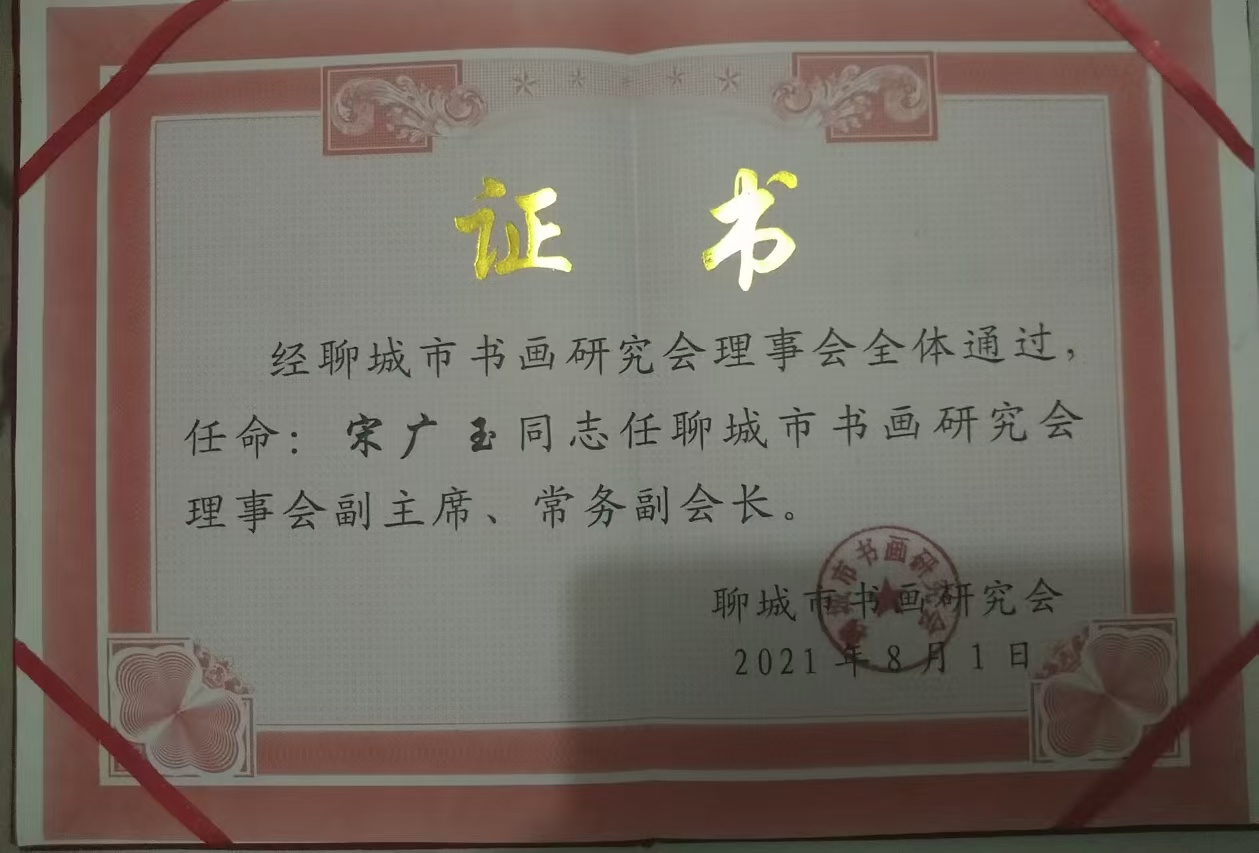 证书
经聊城市书画研究会理事会全体通过，
任命：宋广玉同志任聊城市书画研究会
理事会副主席、常务副会长。
聊城市书画研究会
2021年8月1日